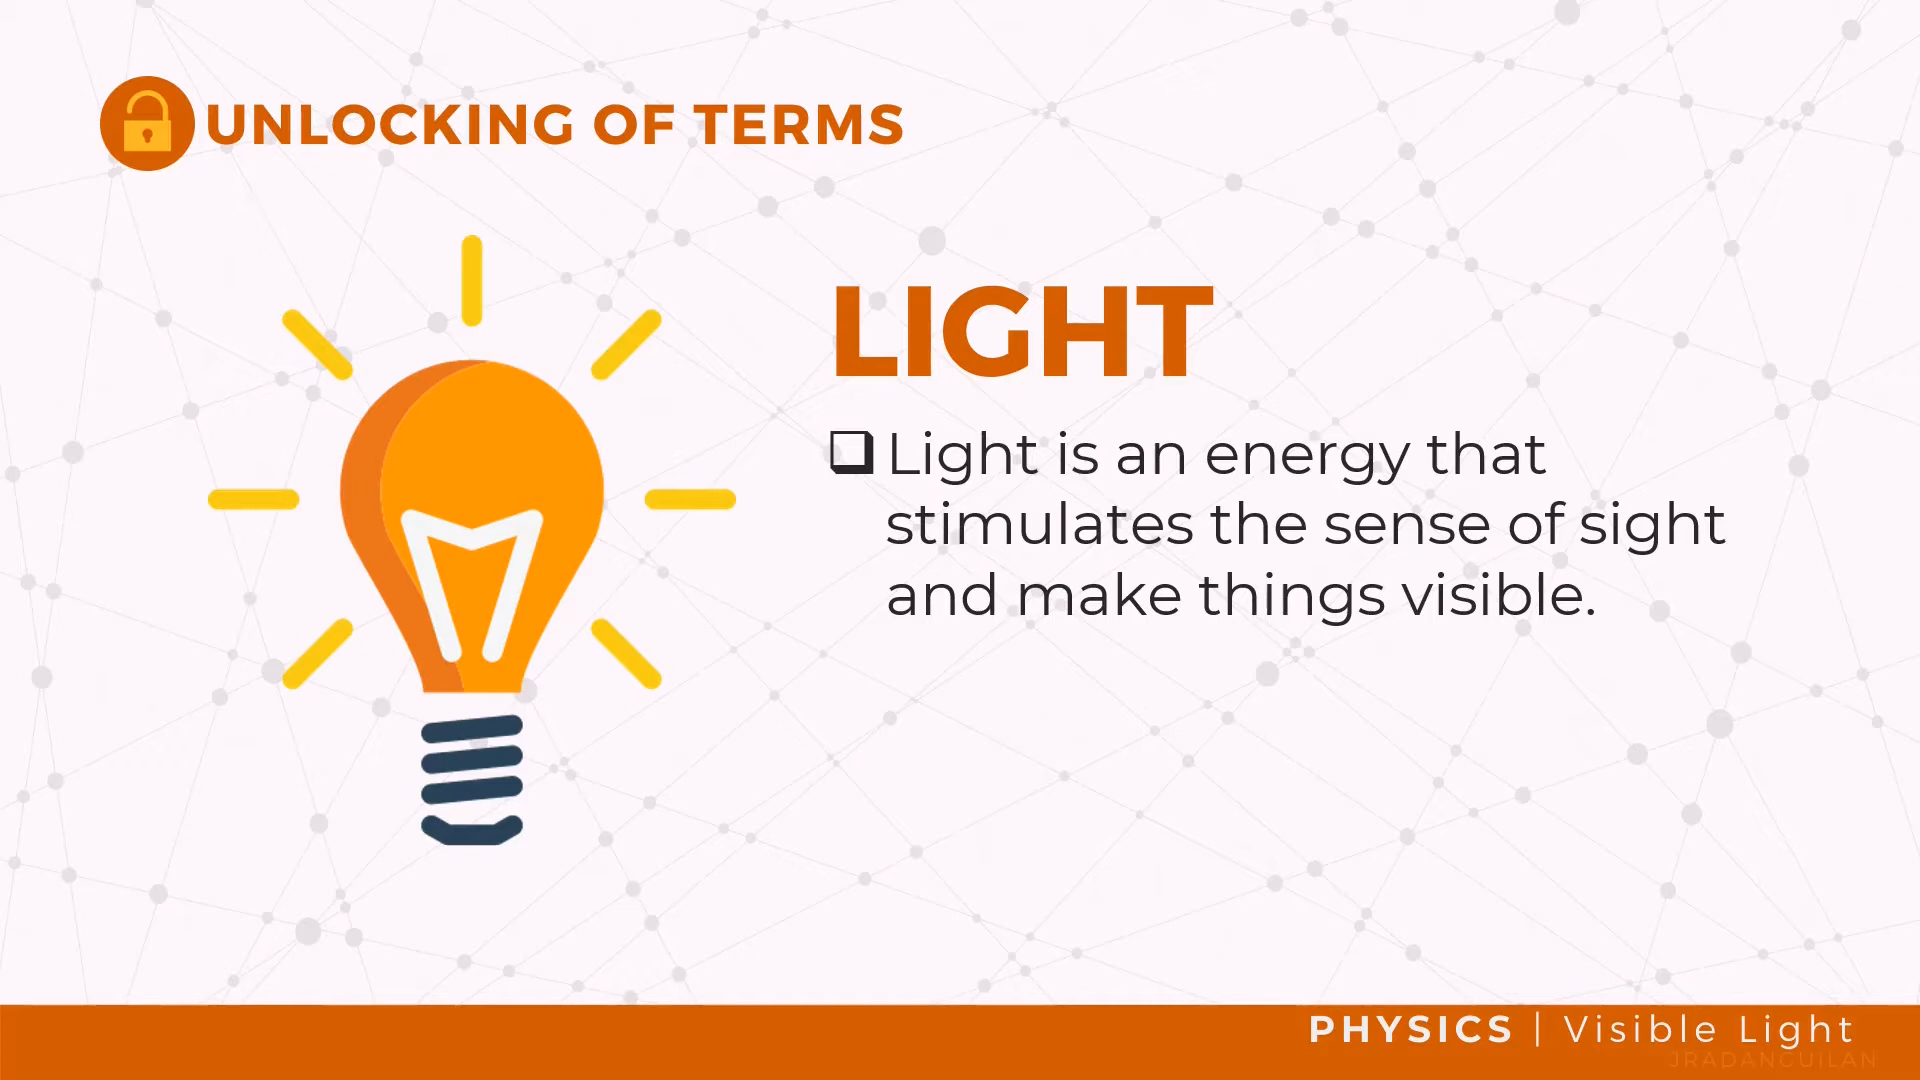 UNLOCKING OF TERMS
LIGHT
❑ Light is an energy that
stimulates the sense of sight
and make things visible.
PHYSICS | Visible Light
JRADANGUILAN